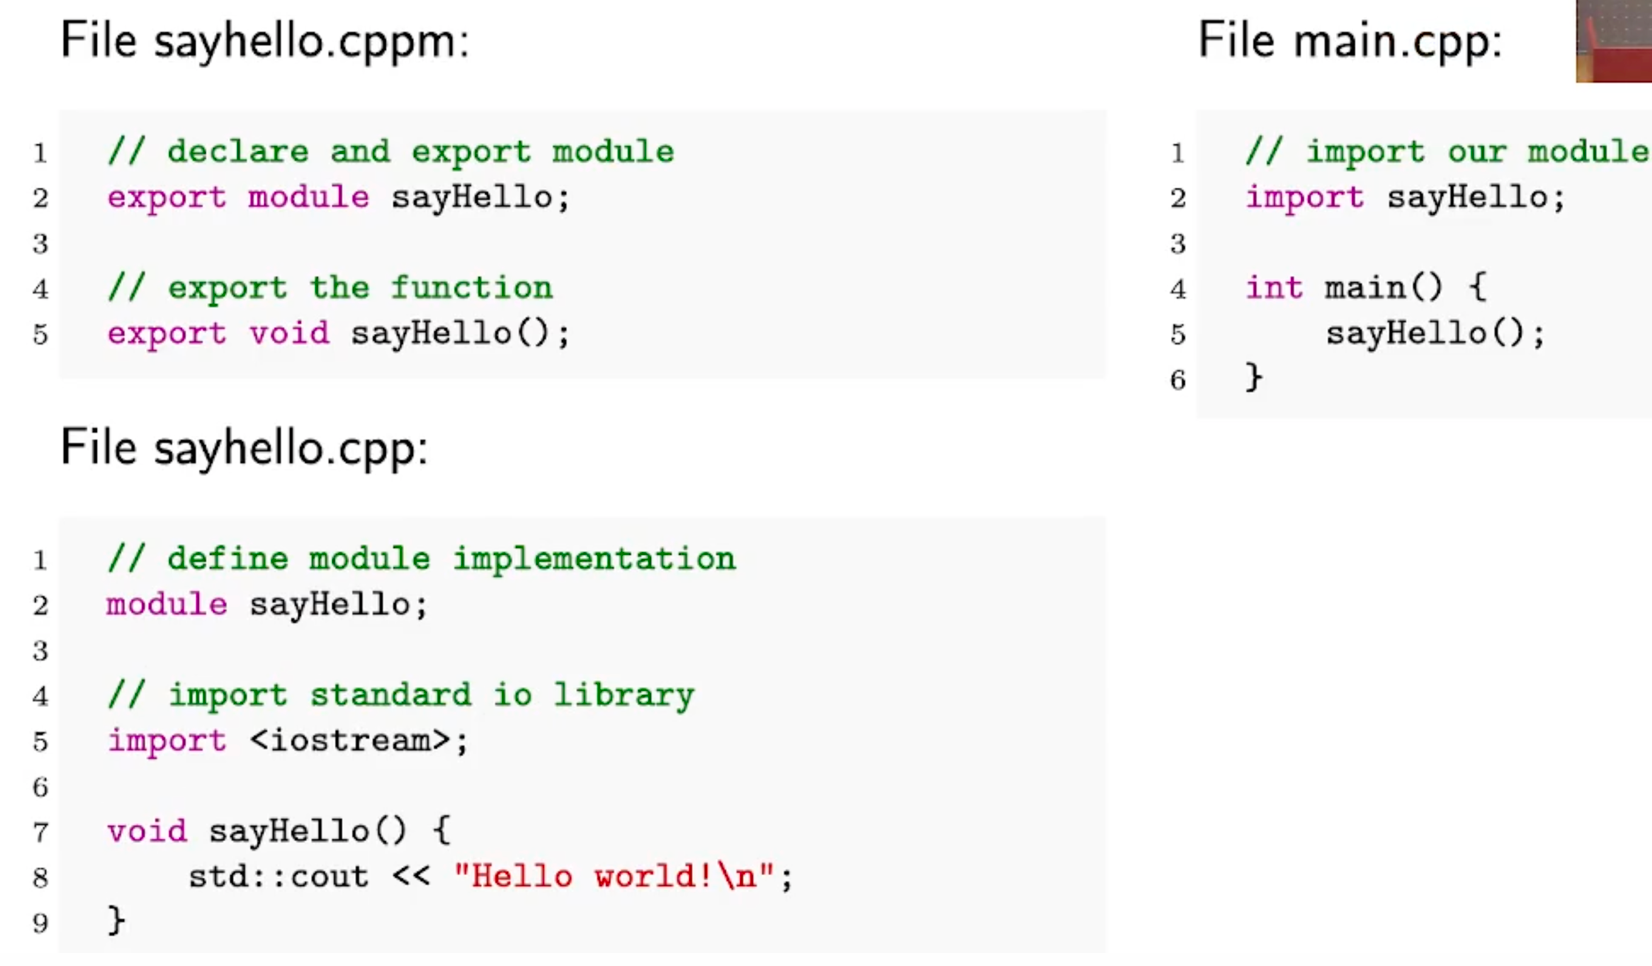 File sayhello.cppm:
1 // declare and export module
2 export module sayHello;
3
4 // export the function
5 export void sayHello();
File sayhello.cpp:
1 // define module implementation
2 module sayHello;
3
4 // import standard io library
5 import <iostream>;
6
7 void sayHello() {
8     std::cout << "Hello world!\n";
9 }
File main.cpp:
1 // import our module
2 import sayHello;
3
4 int main() {
5     sayHello();
6 }